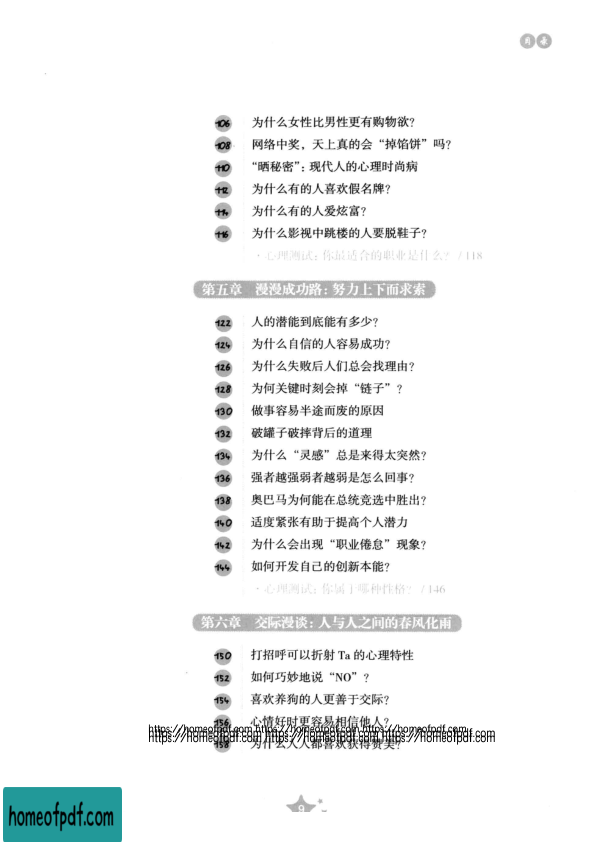 目录
106 为什么女性比男性更有购物欲?
108 网络中奖，天上真的会“掉馅饼”吗?
110 “晒秘密”：现代人的心理时尚病
112 为什么有的人喜欢假名牌?
114 为什么有的人爱炫富?
116 为什么影视中跳楼的人要脱鞋子?
·心理测试：你最适合的职业是什么? / 118
第五章 漫漫成功路：努力上下而求索
122 人的潜能到底能有多少?
124 为什么自信的人容易成功?
126 为什么失败后人们总会找理由?
128 为何关键时刻会掉“链子”?
130 做事容易半途而废的原因
132 破罐子破摔背后的道理
134 为什么“灵感”总是来得太突然?
136 强者越强弱者越弱是怎么回事?
138 奥巴马为何能在总统竞选中胜出?
140 适度紧张有助于提高个人潜力
142 为什么会出现“职业倦怠”现象?
144 如何开发自己的创新本能?
·心理测试：你属于哪种性格? / 146
第六章 交际漫谈：人与人之间的春风化雨
150 打招呼可以折射 Ta 的心理特性
152 如何巧妙地说“NO”?
154 喜欢养狗的人更善于交际?
156 心情好时更容易相信他人?
https://homeofpdf.com https://homeofpdf.com https://homeofpdf.com
https://homeofpdf.com https://homeofpdf.com https://homeofpdf.com
158 为什么人人都喜欢获得赞美?
9
homeofpdf.com